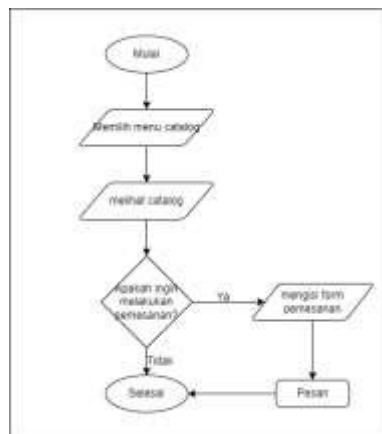 Mulai
Memilih menu catalog
melihat catalog
Apakah ingin
melakukan
pemesanan?
Ya
mengisi form
pemesanan
Tidak
Selesai
Pesan